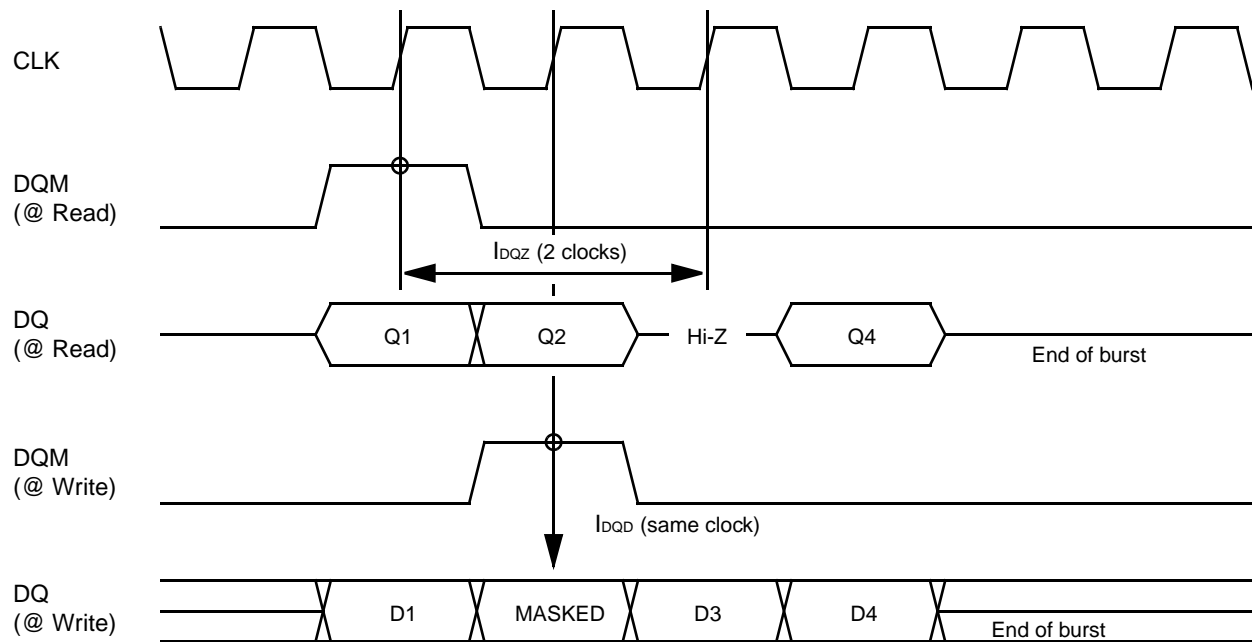 CLK
DQM
(@ Read)
IDQZ (2 clocks)
DQ
(@ Read)
Q1
Q2
Hi-Z
Q4
End of burst
DQM
(@ Write)
IDQD (same clock)
DQ
(@ Write)
D1
MASKED
D3
D4
End of burst